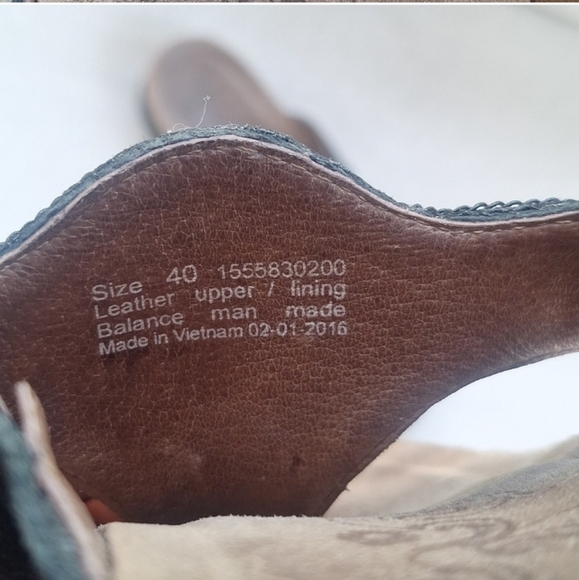 Size 40 1555830200
Leather upper / lining
Balance man made
Made in Vietnam 02-01-2016